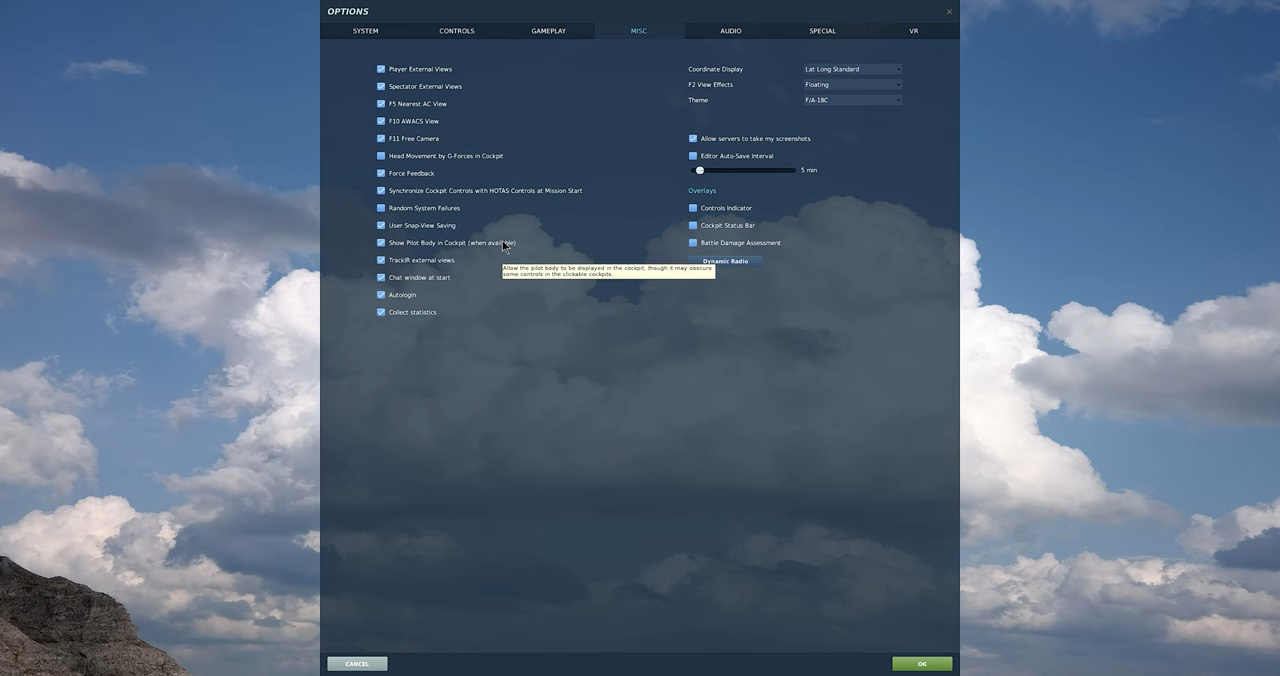 OPTIONS
SYSTEM
CONTROLS
GAMEPLAY
MISC.
AUDIO
SPECIAL
VR
Player External Views
Spectator External Views
F5 Nearest AC View
F10 AWACS View
F11 Free Camera
Head Movement by G-Forces in Cockpit
Force Feedback
Synchronize Cockpit Controls with HOTAS Controls at Mission Start
Random System Failures
User Snap-View Saving
Show Pilot Body in Cockpit (when available)
TrackIR external views
Chat window at start
Autologin
Collect statistics
Coordinate Display
Lat Long Standard
F2 View Effects
Floating
Theme
F/A-18C
Allow servers to take my screenshots
Editor Auto-Save Interval
5 min
Overlays
Controls Indicator
Cockpit Status Bar
Battle Damage Assessment
Dynamic Radio
Allow the pilot body to be displayed in the cockpit, though it may obscure
some controls in the clickable cockpits.
CANCEL
OK